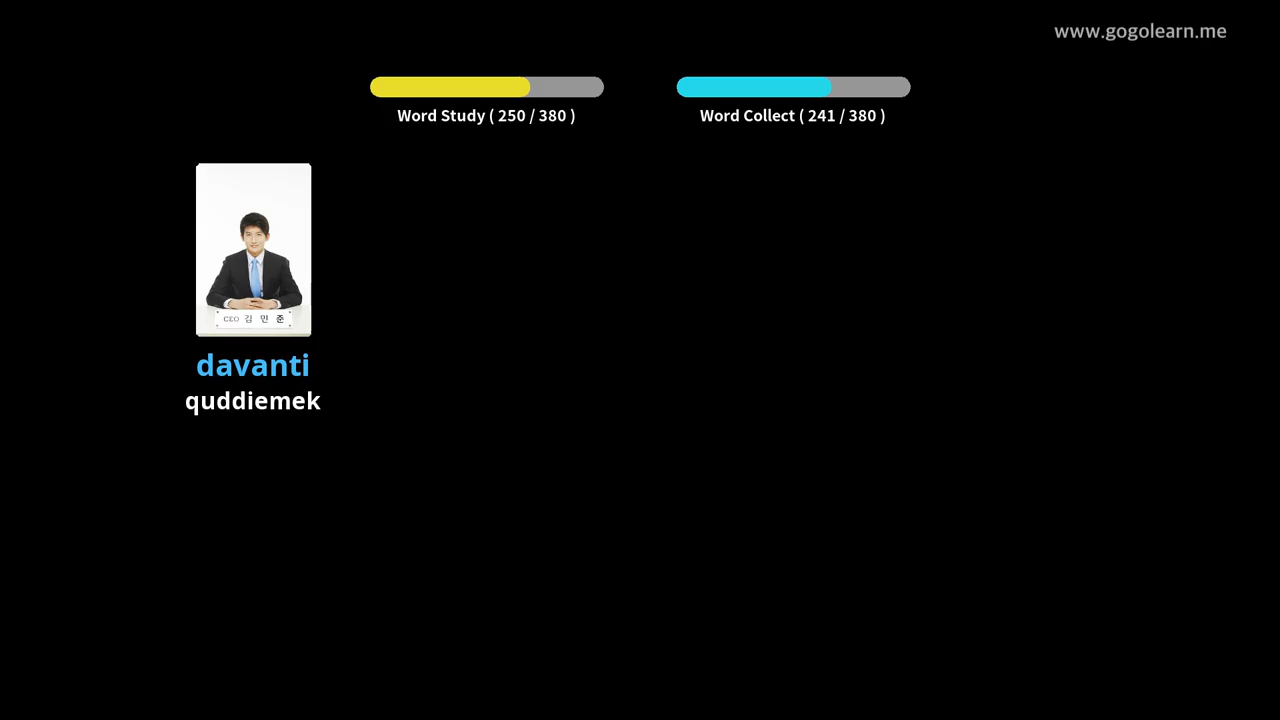 www.gogolearn.me
Word Study ( 250 / 380 )
Word Collect ( 241 / 380 )
CEO 김 민 준
davanti
quddiemek